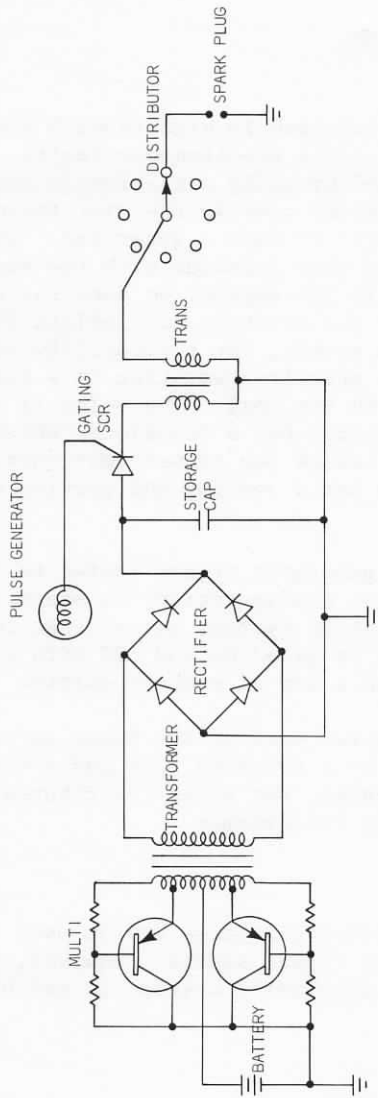 MULTI
BATTERY
TRANSFORMER
RECTIFIER
PULSE GENERATOR
GATING
SCR
STORAGE
CAP
TRANS
DISTRIBUTOR
SPARK PLUG